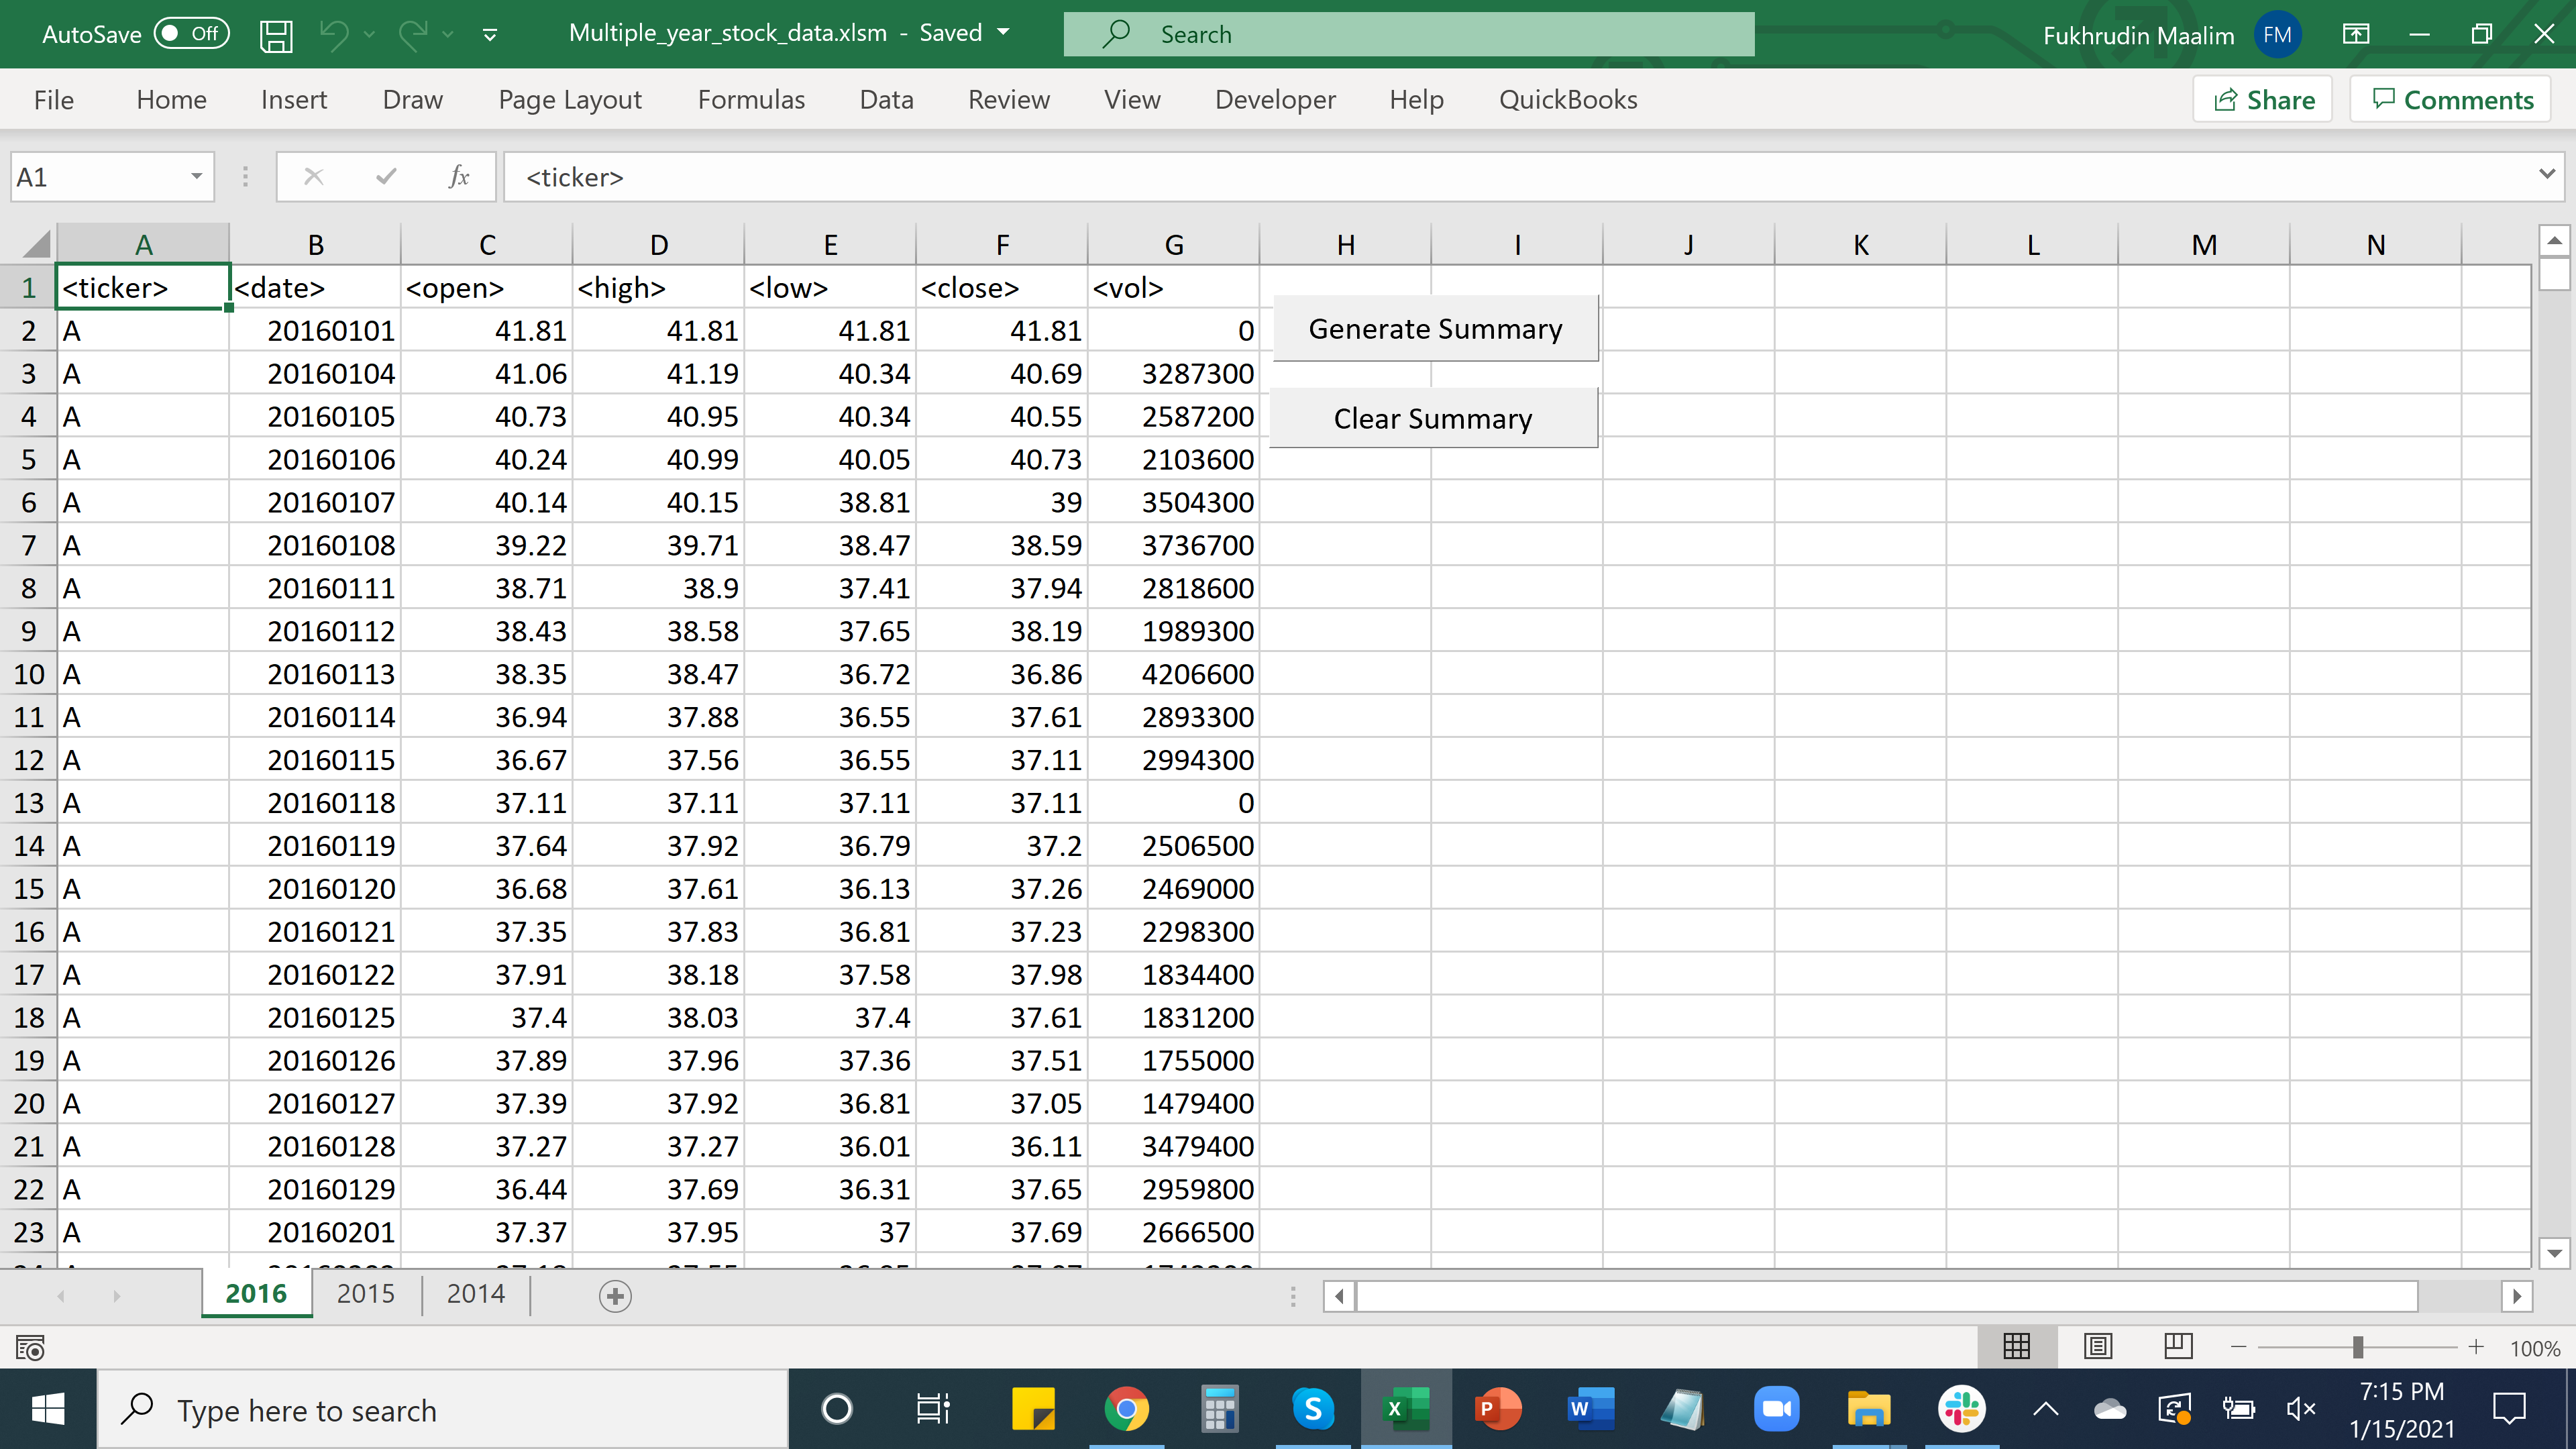 AutoSave Off Multiple_year_stock_data.xlsm - Saved Search Fukhrudin Maalim FM
File Home Insert Draw Page Layout Formulas Data Review View Developer Help QuickBooks Share Comments
A1 fx <ticker>
A B C D E F G H I J K L M N
1 <ticker> <date> <open> <high> <low> <close> <vol>
2 A 20160101 41.81 41.81 41.81 41.81 0
Generate Summary
3 A 20160104 41.06 41.19 40.34 40.69 3287300
4 A 20160105 40.73 40.95 40.34 40.55 2587200
Clear Summary
5 A 20160106 40.24 40.99 40.05 40.73 2103600
6 A 20160107 40.14 40.15 38.81 39 3504300
7 A 20160108 39.22 39.71 38.47 38.59 3736700
8 A 20160111 38.71 38.9 37.41 37.94 2818600
9 A 20160112 38.43 38.58 37.65 38.19 1989300
10 A 20160113 38.35 38.47 36.72 36.86 4206600
11 A 20160114 36.94 37.88 36.55 37.61 2893300
12 A 20160115 36.67 37.56 36.55 37.11 2994300
13 A 20160118 37.11 37.11 37.11 37.11 0
14 A 20160119 37.64 37.92 36.79 37.2 2506500
15 A 20160120 36.68 37.61 36.13 37.26 2469000
16 A 20160121 37.35 37.83 36.81 37.23 2298300
17 A 20160122 37.91 38.18 37.58 37.98 1834400
18 A 20160125 37.4 38.03 37.4 37.61 1831200
19 A 20160126 37.89 37.96 37.36 37.51 1755000
20 A 20160127 37.39 37.92 36.81 37.05 1479400
21 A 20160128 37.27 37.27 36.01 36.11 3479400
22 A 20160129 36.44 37.69 36.31 37.65 2959800
23 A 20160201 37.37 37.95 37 37.69 2666500
2016 2015 2014
100%
Type here to search
S X P W
7:15 PM
1/15/2021